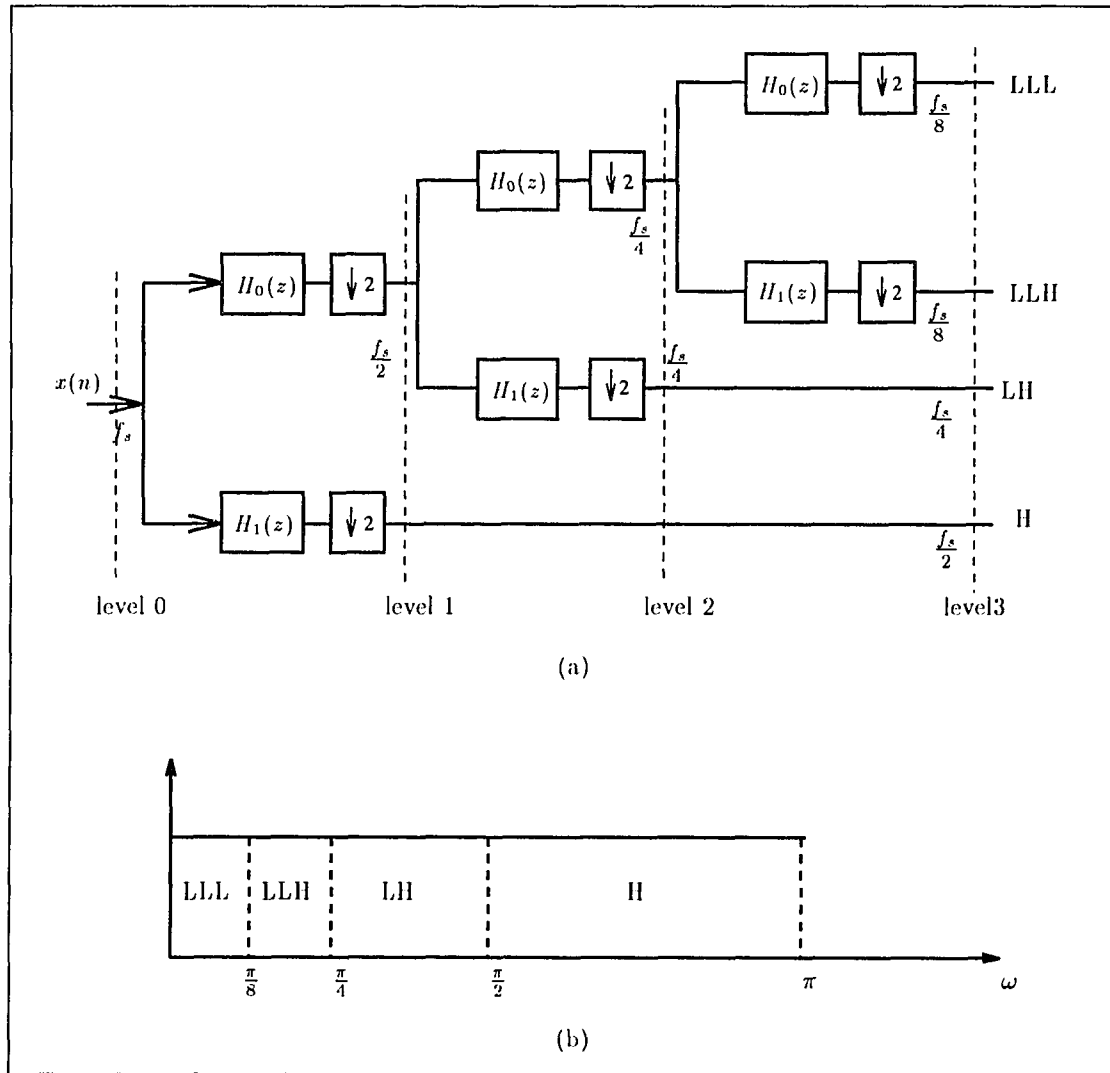 H₀(z) ↓2 LLL
f_s/8
H₀(z) ↓2
f_s/4
H₀(z) ↓2
f_s/2
H₁(z) ↓2 LLH
f_s/8
x(n)
f_s
H₁(z) ↓2
f_s/4
LH
f_s/4
H₁(z) ↓2 H
f_s/2
level 0 level 1 level 2 level3
(a)
LLL LLH LH H
π/8 π/4 π/2 π ω
(b)